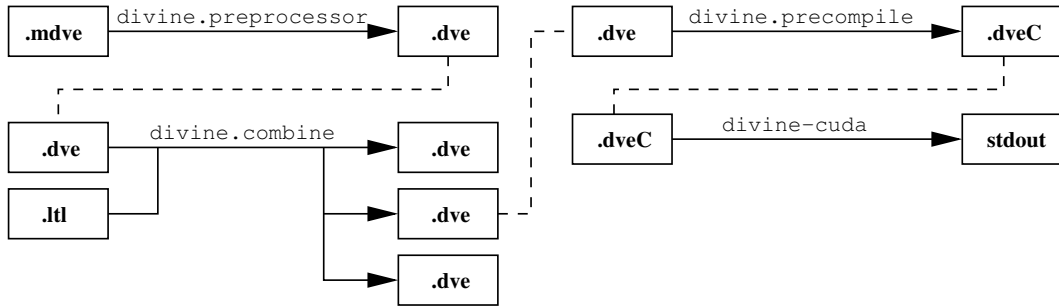 .mdve divine.preprocessor .dve
.dve divine.precompile .dveC
.dve divine.combine .dve
.ltl .dve
.dve
.dveC divine-cuda stdout